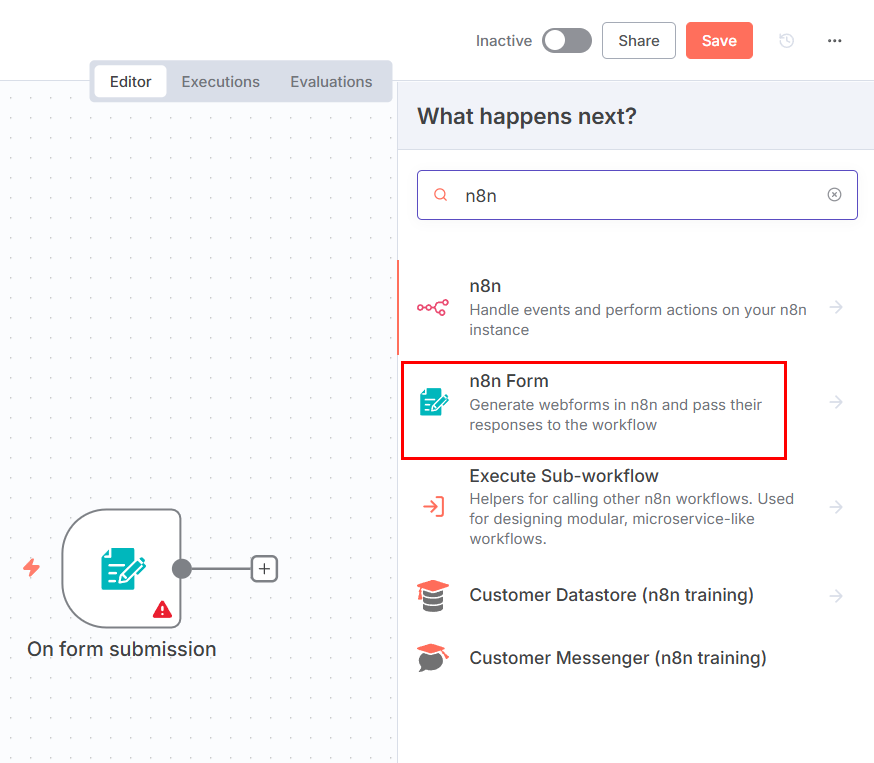 Inactive
Share
Save
Editor
Executions
Evaluations
What happens next?
n8n
n8n
Handle events and perform actions on your n8n
instance
n8n Form
Generate webforms in n8n and pass their
responses to the workflow
Execute Sub-workflow
Helpers for calling other n8n workflows. Used
for designing modular, microservice-like
workflows.
Customer Datastore (n8n training)
Customer Messenger (n8n training)
On form submission